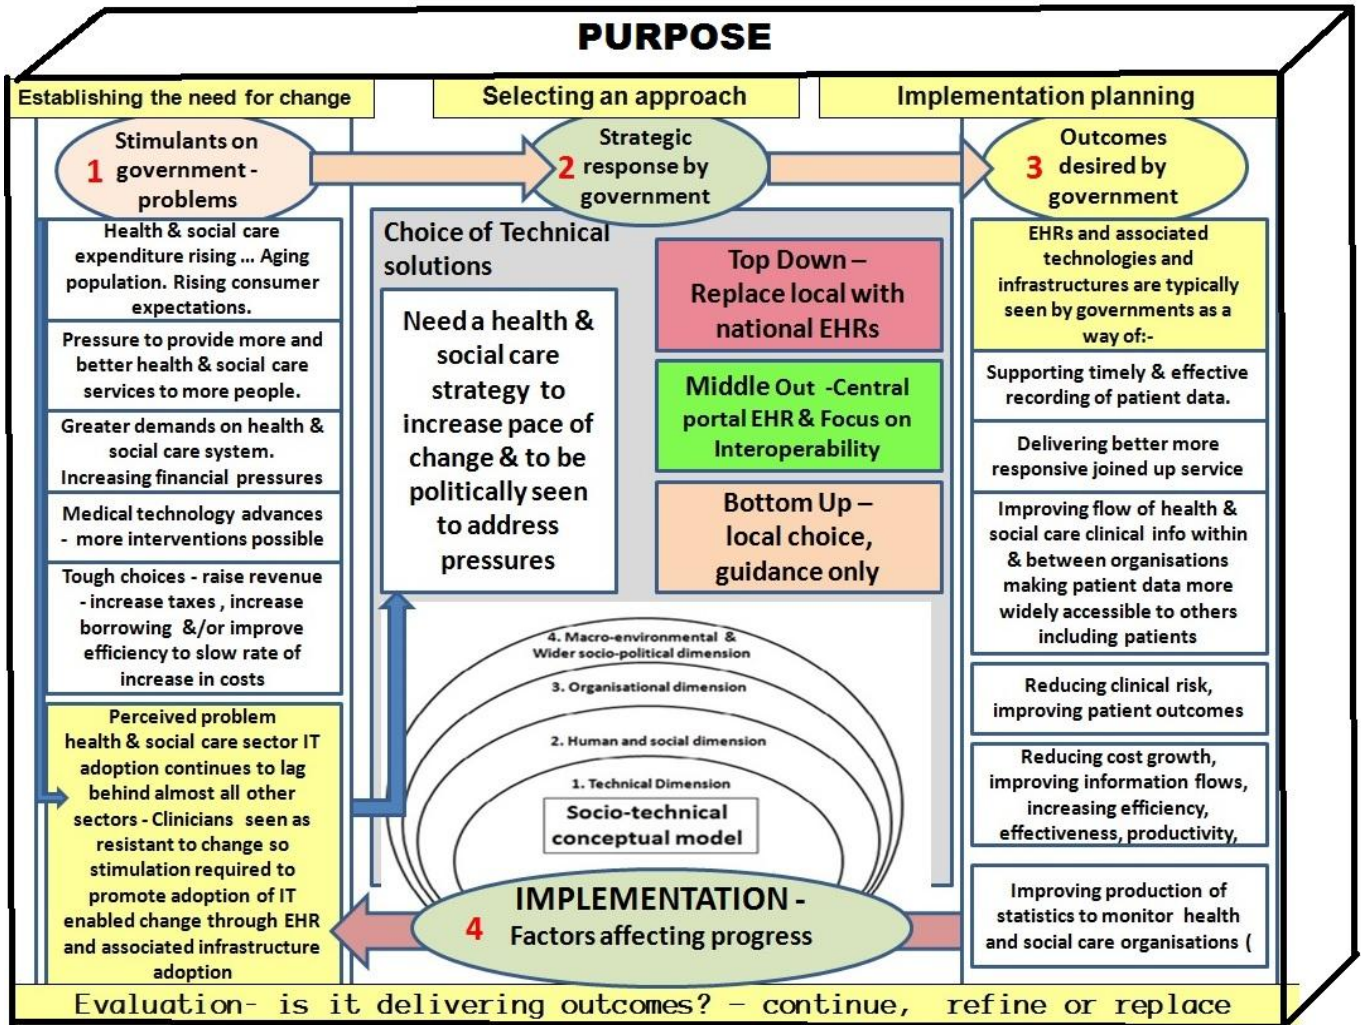 PURPOSE
Establishing the need for change
Selecting an approach
Implementation planning
1
Stimulants on
government -
problems
2
Strategic
response by
government
3
Outcomes
desired by
government
Health & social care
expenditure rising ... Aging
population. Rising consumer
expectations.
Pressure to provide more and
better health & social care
services to more people.
Greater demands on health &
social care system.
Increasing financial pressures
Medical technology advances
- more interventions possible
Tough choices - raise revenue
- increase taxes , increase
borrowing &/or improve
efficiency to slow rate of
increase in costs
Perceived problem
health & social care sector IT
adoption continues to lag
behind almost all other
sectors - Clinicians seen as
resistant to change so
stimulation required to
promote adoption of IT
enabled change through EHR
and associated infrastructure
adoption
Choice of Technical
solutions
Need a health &
social care
strategy to
increase pace of
change & to be
politically seen
to address
pressures
Top Down –
Replace local with
national EHRs
Middle Out -Central
portal EHR & Focus on
Interoperability
Bottom Up –
local choice,
guidance only
4. Macro-environmental &
Wider socio-political dimension
3. Organisational dimension
2. Human and social dimension
1. Technical Dimension
Socio-technical
conceptual model
4
IMPLEMENTATION -
Factors affecting progress
EHRs and associated
technologies and
infrastructures are typically
seen by governments as a
way of:-
Supporting timely & effective
recording of patient data.
Delivering better more
responsive joined up service
Improving flow of health &
social care clinical info within
& between organisations
making patient data more
widely accessible to others
including patients
Reducing clinical risk,
improving patient outcomes
Reducing cost growth,
improving information flows,
increasing efficiency,
effectiveness, productivity,
Improving production of
statistics to monitor health
and social care organisations (
Evaluation- is it delivering outcomes? – continue, refine or replace